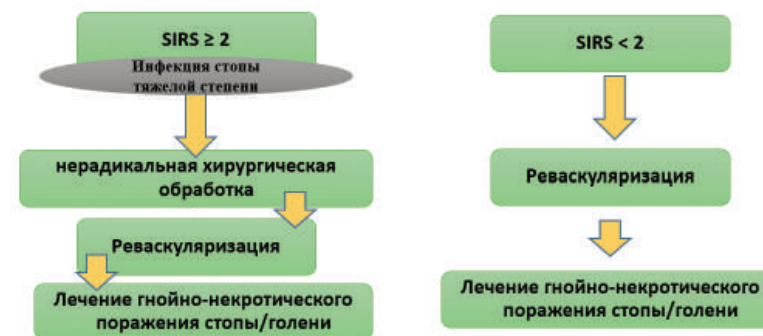 SIRS ≥ 2
Инфекция стопы
тяжелой степени
нерадикальная хирургическая
обработка
Реваскуляризация
Лечение гнойно-некротического
поражения стопы/голени
SIRS < 2
Реваскуляризация
Лечение гнойно-некротического
поражения стопы/голени